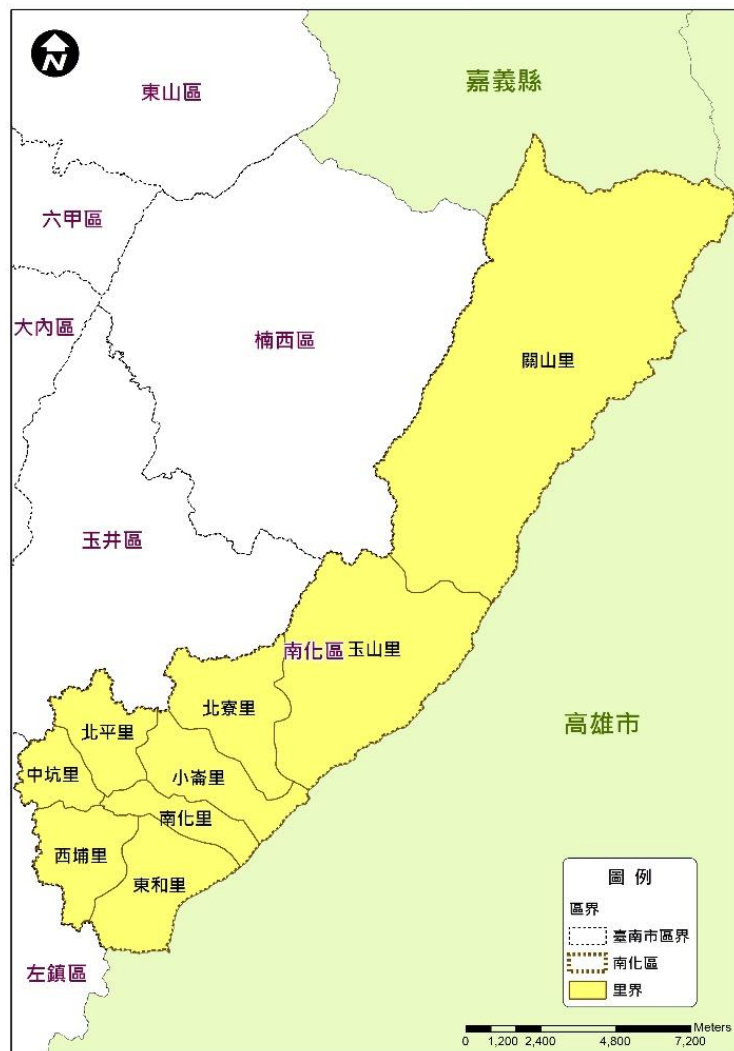 N
東山區
嘉義縣
六甲區
大內區
楠西區
關山里
玉井區
南化區
玉山里
北寮里
北平里
高雄市
中坑里
小崙里
南化里
西埔里
東和里
左鎮區
圖 例
區界
臺南市區界
南化區
里界
Meters
0 1,200 2,400 4,800 7,200